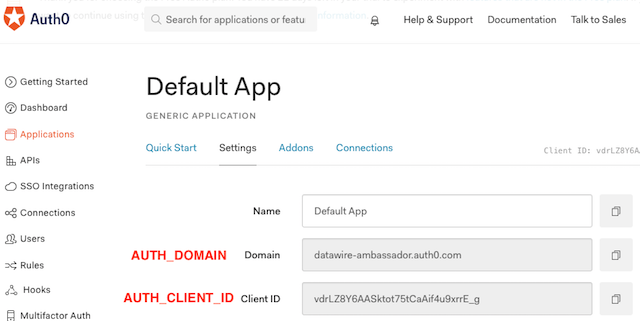 Auth0
Search for applications or featu
Help & Support
Documentation
Talk to Sales
continue using
information
Getting Started
Dashboard
Applications
APIs
SSO Integrations
Connections
Users
Rules
Hooks
Multifactor Auth
Default App
GENERIC APPLICATION
Quick Start
Settings
Addons
Connections
Client ID: vdrLZ8Y6A
Name
Default App
AUTH_DOMAIN
Domain
datawire-ambassador.auth0.com
AUTH_CLIENT_ID
Client ID
vdrLZ8Y6AASktot75tCaAif4u9xrrE_g